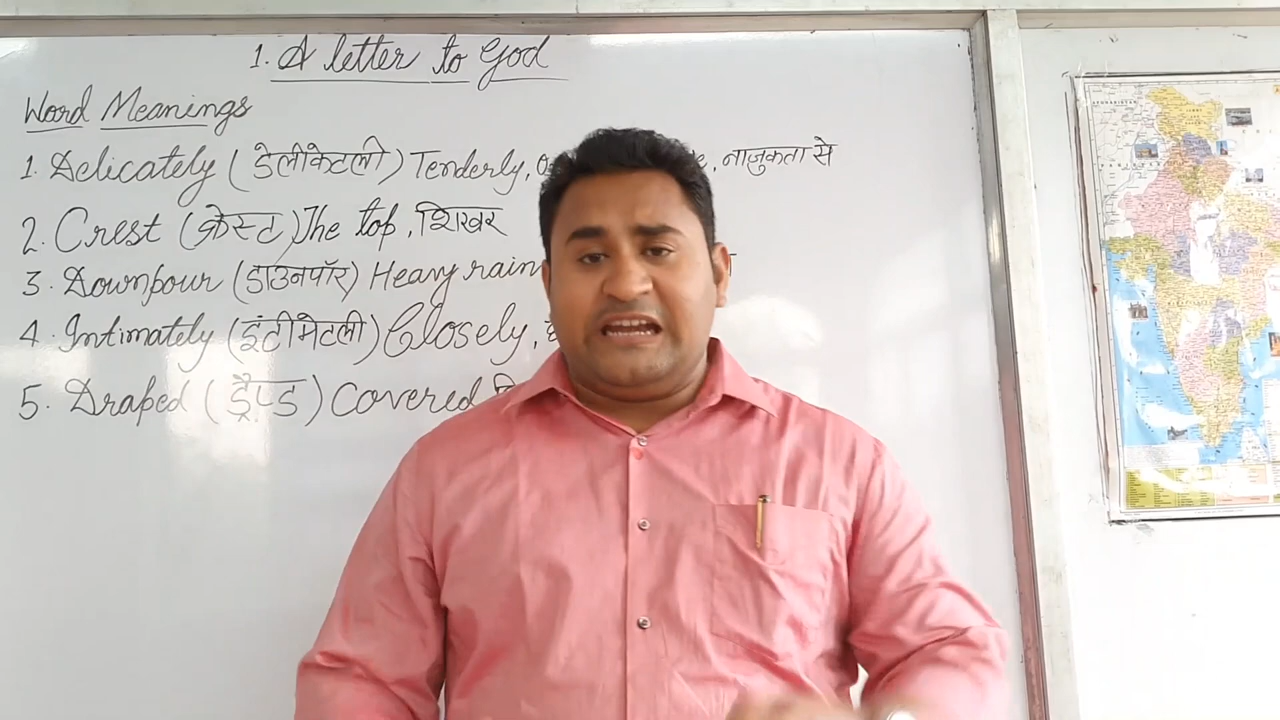 1. A letter to God
Word Meanings
1. Delicately (डेलीकेटली) Tenderly, , नाजुकता से
2. Crest (क्रेस्ट) The top, शिखर
3. Downpour (डाउनपॉर) Heavy rain
4. Intimately (इंटीमेटली) Closely,
5. Draped (ड्रैप्ड) Covered